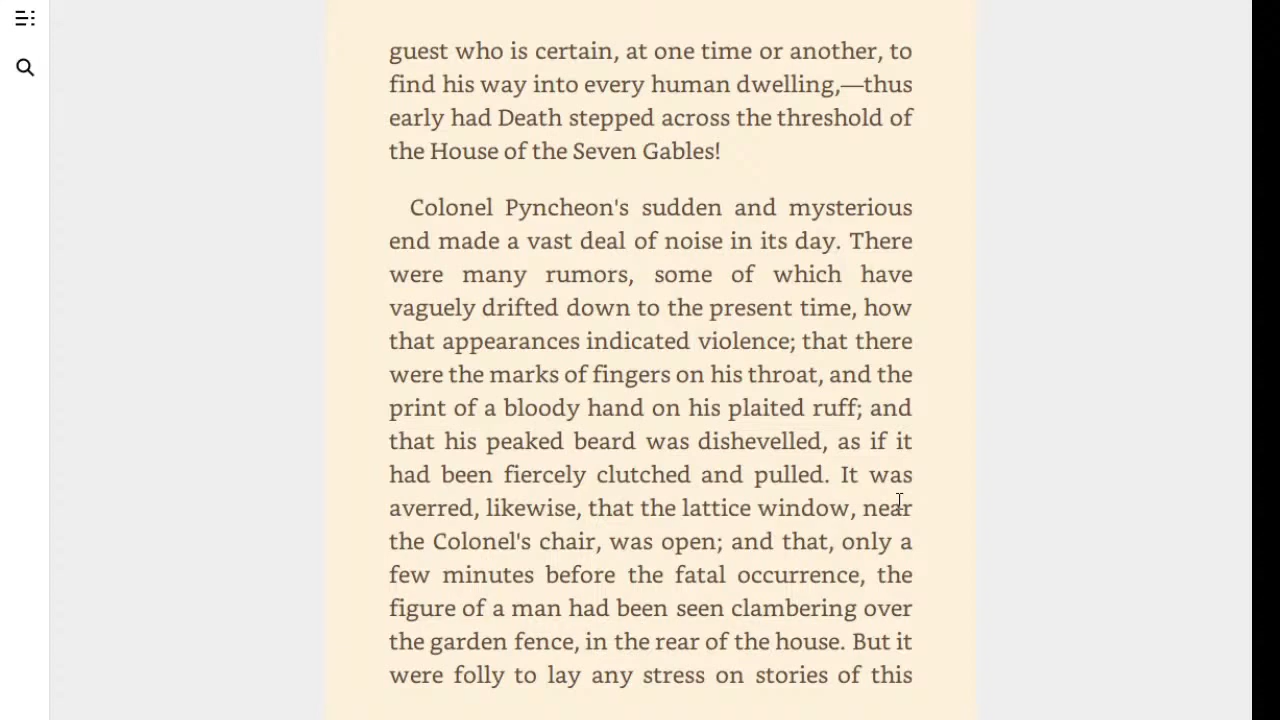 guest who is certain, at one time or another, to
find his way into every human dwelling,—thus
early had Death stepped across the threshold of
the House of the Seven Gables!
Colonel Pyncheon's sudden and mysterious
end made a vast deal of noise in its day. There
were many rumors, some of which have
vaguely drifted down to the present time, how
that appearances indicated violence; that there
were the marks of fingers on his throat, and the
print of a bloody hand on his plaited ruff; and
that his peaked beard was dishevelled, as if it
had been fiercely clutched and pulled. It was
averred, likewise, that the lattice window, near
the Colonel's chair, was open; and that, only a
few minutes before the fatal occurrence, the
figure of a man had been seen clambering over
the garden fence, in the rear of the house. But it
were folly to lay any stress on stories of this